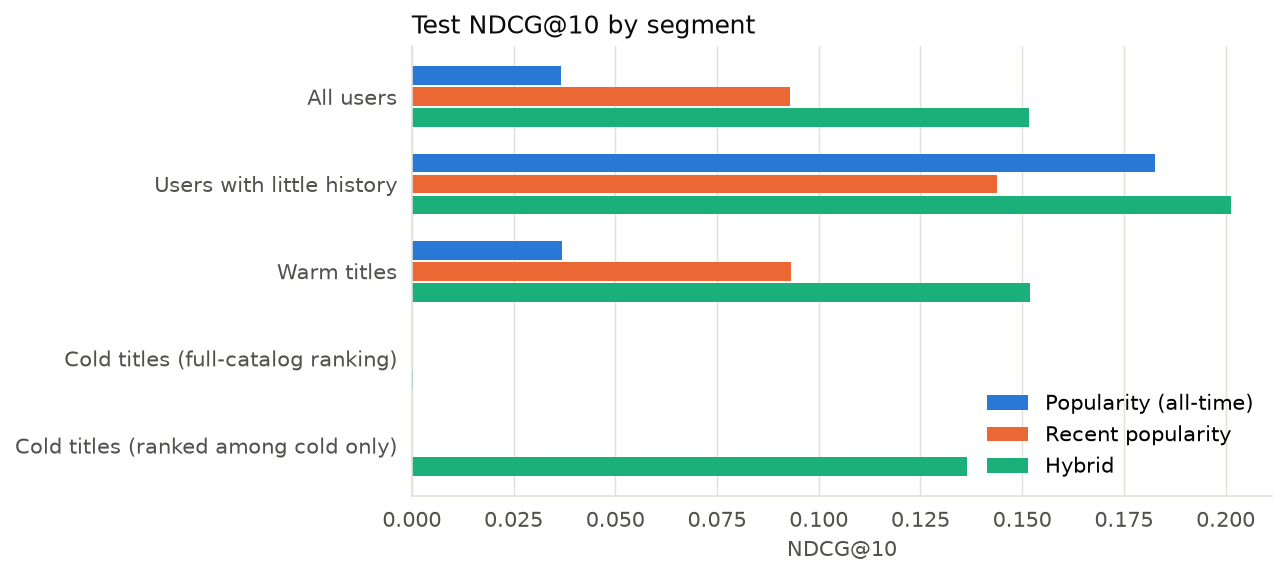 Test NDCG@10 by segment
All users
Users with little history
Warm titles
Cold titles (full-catalog ranking)
Cold titles (ranked among cold only)
Popularity (all-time)
Recent popularity
Hybrid
0.000 0.025 0.050 0.075 0.100 0.125 0.150 0.175 0.200
NDCG@10